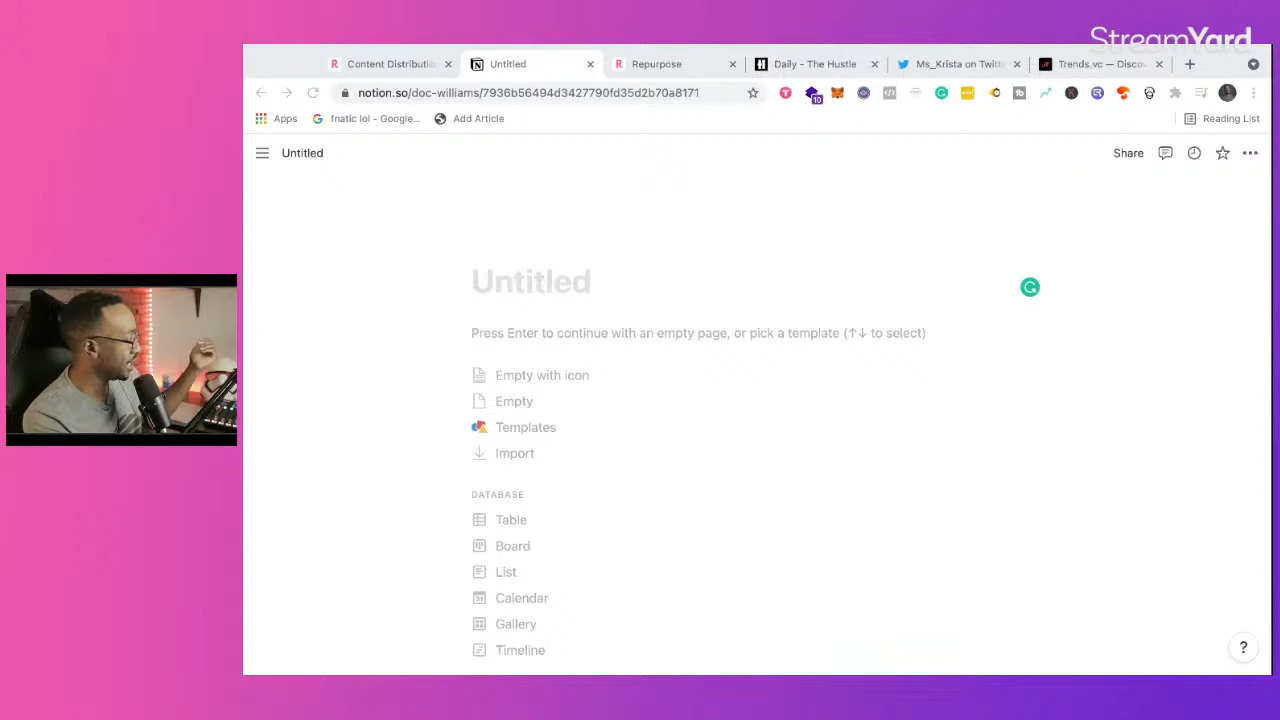 StreamYard
Content Distributio
Untitled
Repurpose
Daily - The Hustle
Ms_Krista on Twitt
Trends.vc — Disco
notion.so/doc-williams/7936b56494d3427790fd35d2b70a8171
10
Apps
fnatic lol - Google...
Add Article
Reading List
Untitled
Share
Untitled
Press Enter to continue with an empty page, or pick a template (↑↓ to select)
Empty with icon
Empty
Templates
Import
DATABASE
Table
Board
List
Calendar
Gallery
Timeline
?